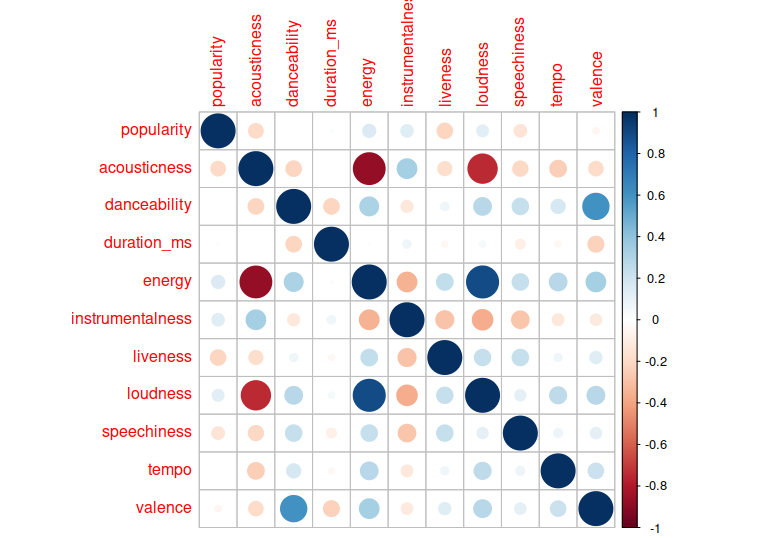 popularity
acousticness
danceability
duration_ms
energy
instrumentalnes
liveness
loudness
speechiness
tempo
valence
popularity
acousticness
danceability
duration_ms
energy
instrumentalness
liveness
loudness
speechiness
tempo
valence
1
0.8
0.6
0.4
0.2
0
-0.2
-0.4
-0.6
-0.8
-1